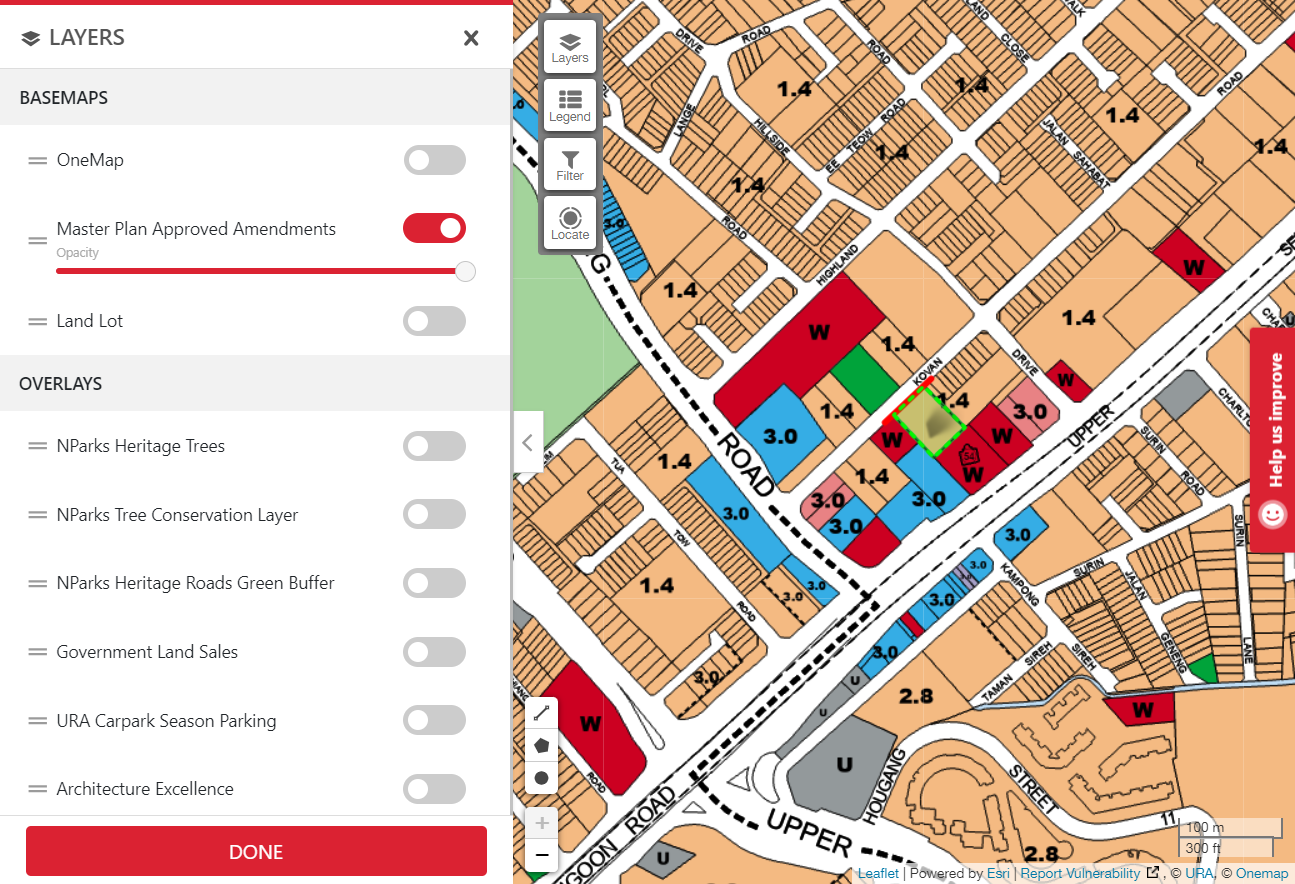 LAYERS
BASEMAPS
OneMap
Master Plan Approved Amendments
Opacity
Land Lot
OVERLAYS
NParks Heritage Trees
NParks Tree Conservation Layer
NParks Heritage Roads Green Buffer
Government Land Sales
URA Carpark Season Parking
Architecture Excellence
DONE
Layers
Legend
Filter
Locate
DRIVE
ROAD
ROAD
CLOSE
ROAD
1.4
1.4
1.4
1.4
LANGE
HILLSIDE
TEOW
ROAD
1.4
JALAN
SAHABAT
1.4
ROAD
3.0
HIGHLAND
W
1.4
1.4
W
1.4
KOVAN
DRIVE
W
1.4
3.0
1.4
3.0
W
W
UPPER
CHARLTON
SURIN
ROAD
ROAD
1.4
TUA
1.4
W
54
3.0
3.0
3.0
3.0
3.0
TOW
SURIN
1.4
3.0
3.0
3.0
3.0
KAMPONG
SURIN
JALAN
ROAD
3.0
3.0
SIREH
SIREH
GENENG
LANE
TAMAN
U
U
2.8
W
W
U
HOUGANG
STREET
11
ROAD
ROAD
UPPER
2.8
U
GOON
100 m
300 ft
Help us improve
Leaflet | Powered by Esri | Report Vulnerability , © URA, © Onemap